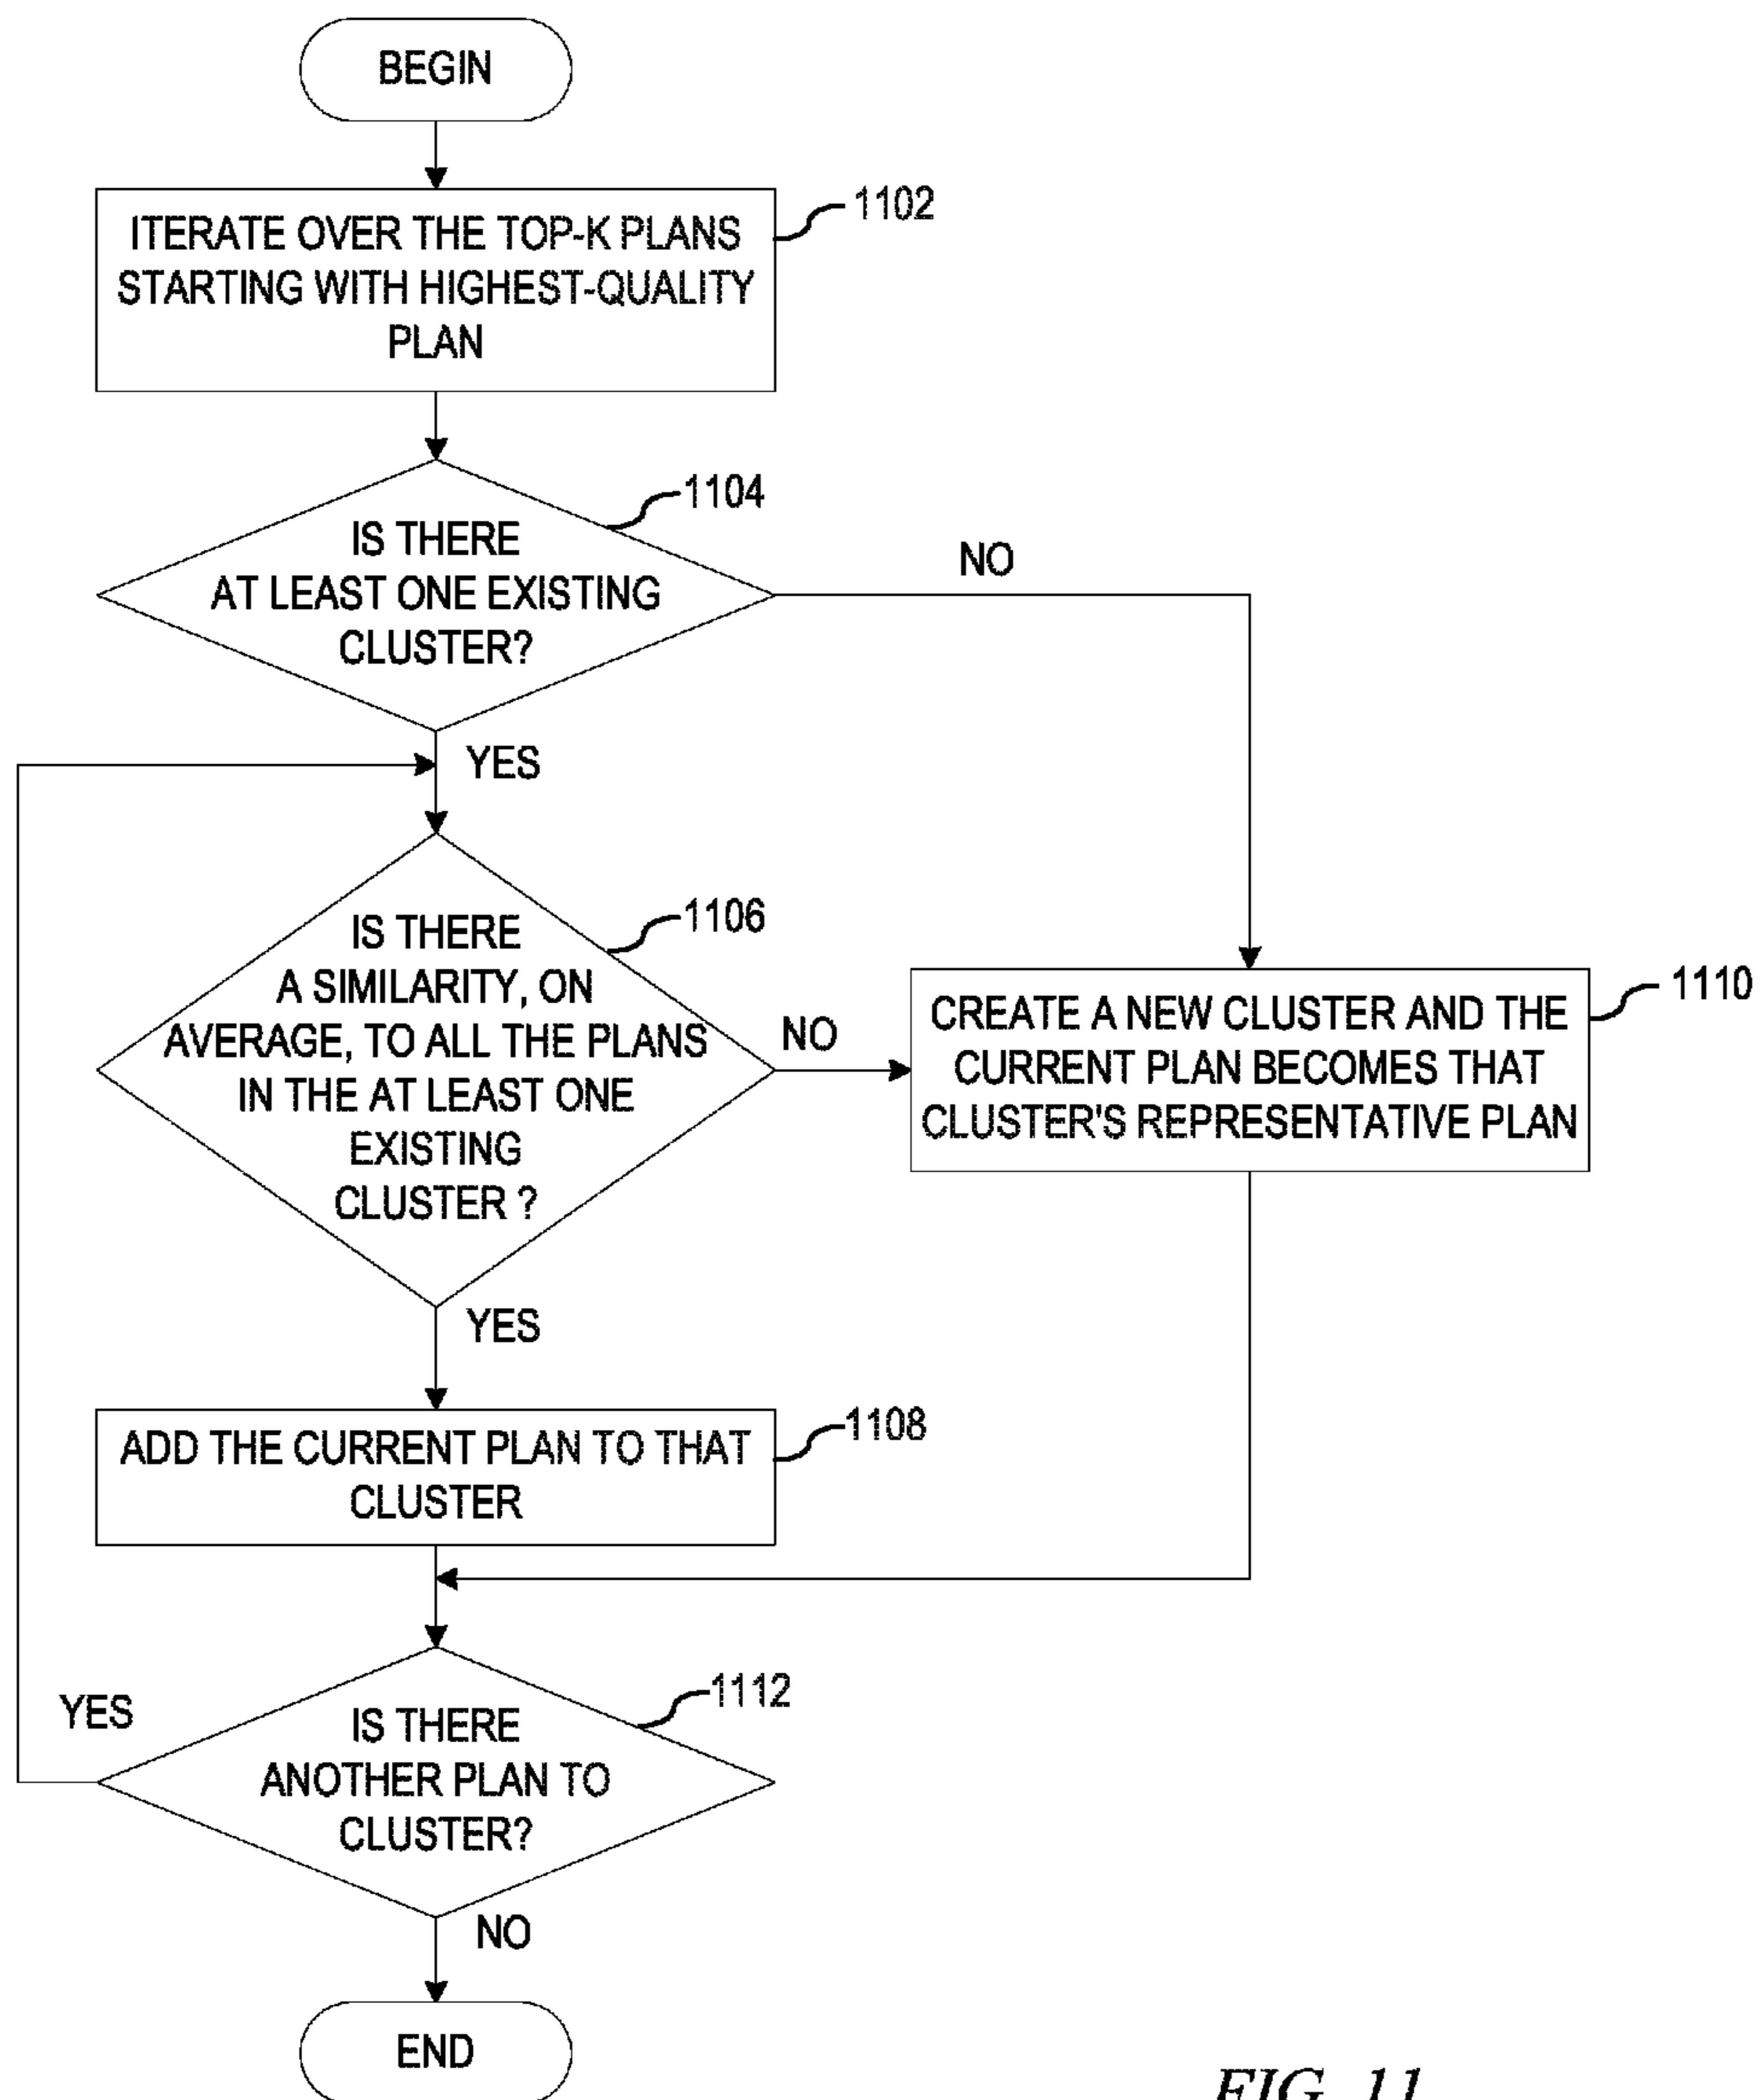 BEGIN
ITERATE OVER THE TOP-K PLANS
STARTING WITH HIGHEST-QUALITY
PLAN
1102
IS THERE
AT LEAST ONE EXISTING
CLUSTER?
1104
NO
YES
IS THERE
A SIMILARITY, ON
AVERAGE, TO ALL THE PLANS
IN THE AT LEAST ONE
EXISTING
CLUSTER ?
1106
NO
CREATE A NEW CLUSTER AND THE
CURRENT PLAN BECOMES THAT
CLUSTER'S REPRESENTATIVE PLAN
1110
YES
ADD THE CURRENT PLAN TO THAT
CLUSTER
1108
IS THERE
ANOTHER PLAN TO
CLUSTER?
1112
YES
NO
END
FIG. 11